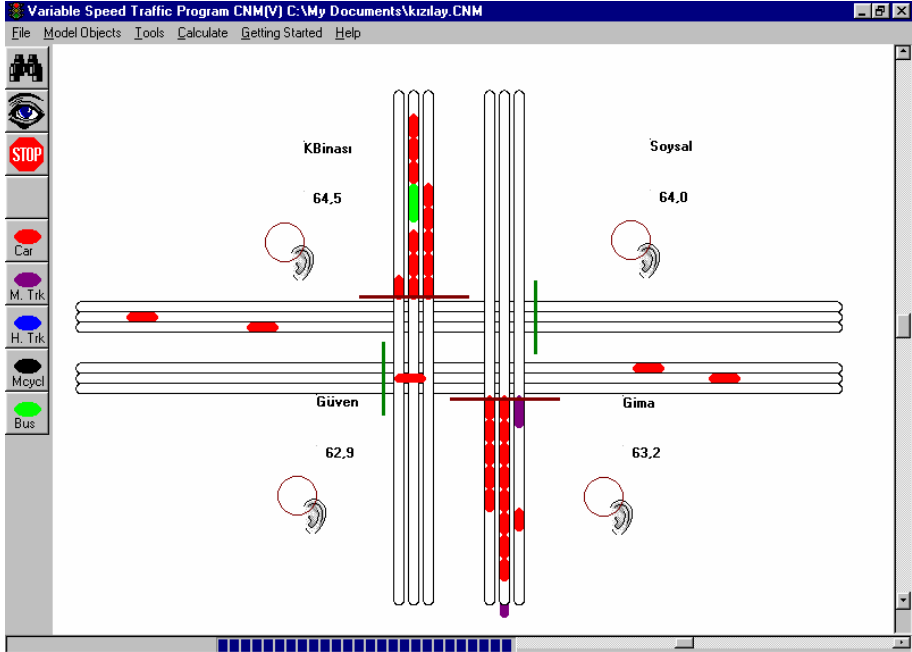 Variable Speed Traffic Program CNM(V) C:\My Documents\kızılay.CNM
File Model Objects Tools Calculate Getting Started Help
KBinası
Soysal
64,5
64,0
STOP
Car
M. Trk
H. Trk
Mcycl
Bus
Güven
Gima
62,9
63,2